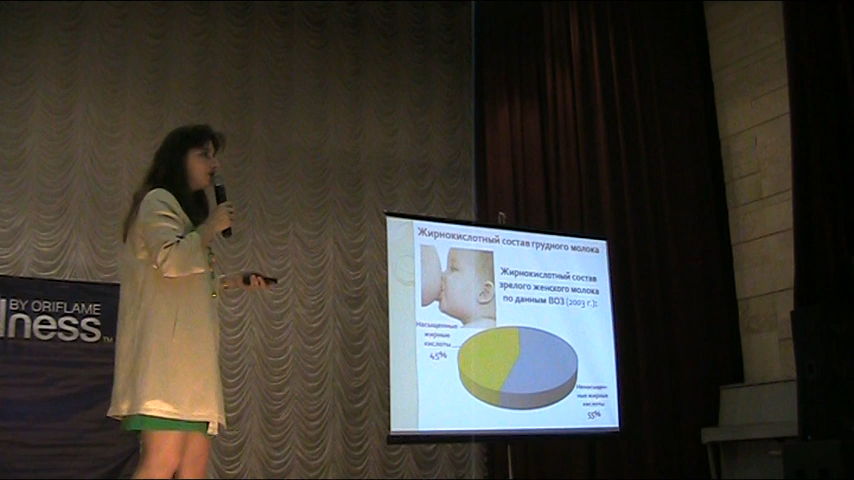 BY ORIFLAME
lness™
Жирнокислотный состав грудного молока
Жирнокислотный состав
зрелого женского молока
по данным ВОЗ (2003 г.):
Насыщенные
жирные
кислоты
45%
Ненасыщен-
ные жирные
кислоты
55%